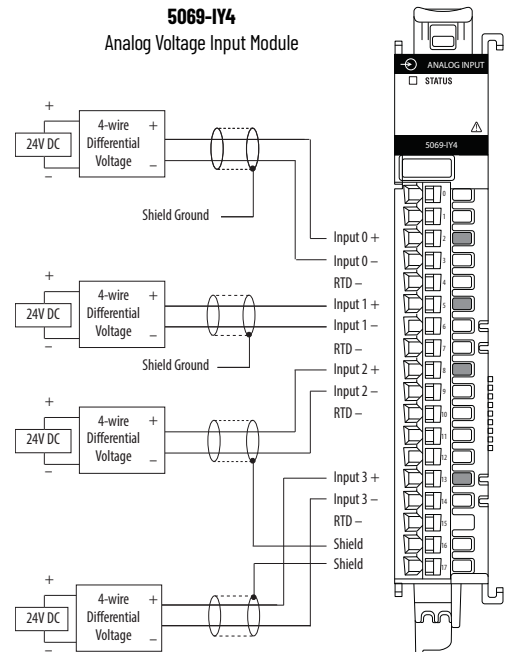 5069-IY4
Analog Voltage Input Module
ANALOG INPUT
STATUS
5069-IY4
+
24V DC
–
4-wire
Differential
Voltage
+
–
Shield Ground
+
24V DC
–
4-wire
Differential
Voltage
+
–
Shield Ground
+
24V DC
–
4-wire
Differential
Voltage
+
–
+
24V DC
–
4-wire
Differential
Voltage
+
–
Input 0 +
Input 0 –
RTD –
Input 1 +
Input 1 –
RTD –
Input 2 +
Input 2 –
RTD –
Input 3 +
Input 3 –
RTD –
Shield
Shield
0
1
2
3
4
5
6
7
8
9
10
11
12
13
14
15
16
17